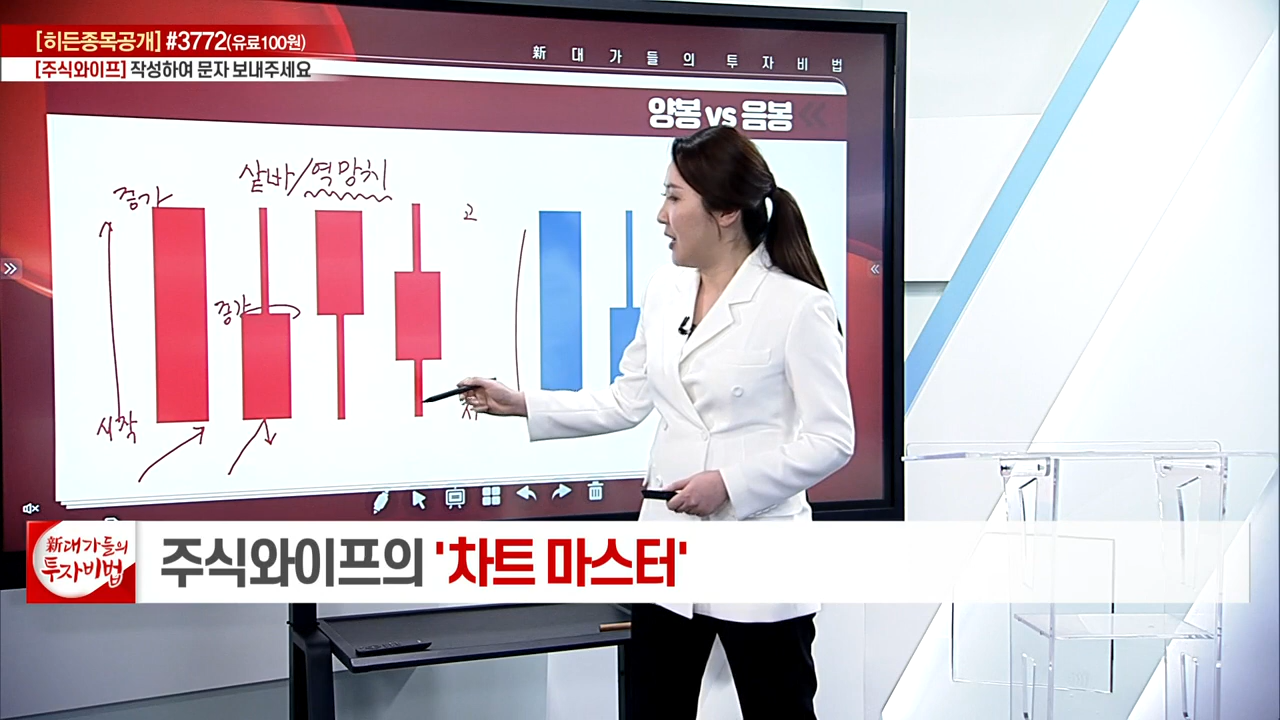 [히든종목공개] #3772(유료100원)
[주식와이프] 작성하여 문자 보내주세요
新대가들의 투자비법
양봉 vs 음봉
샅바/역망치
종가
고
종가
시작
新대가들의
투자비법
주식와이프의 '차트 마스터'